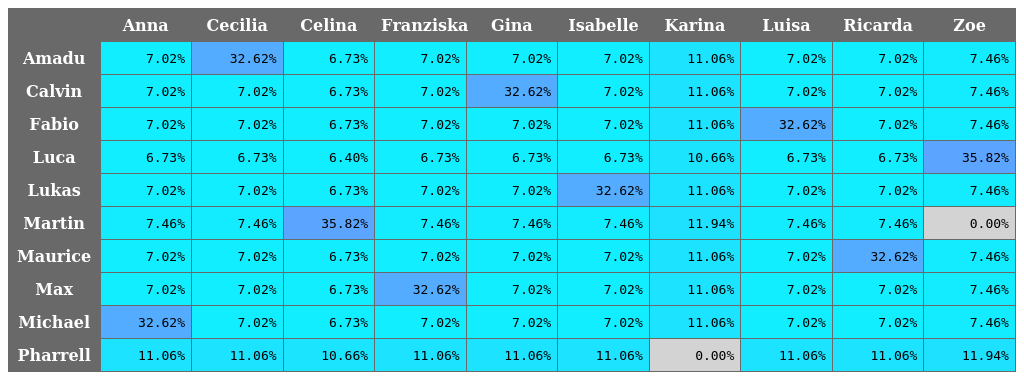 Anna Cecilia Celina Franziska Gina Isabelle Karina Luisa Ricarda Zoe
Amadu 7.02% 32.62% 6.73% 7.02% 7.02% 7.02% 11.06% 7.02% 7.02% 7.46%
Calvin 7.02% 7.02% 6.73% 7.02% 32.62% 7.02% 11.06% 7.02% 7.02% 7.46%
Fabio 7.02% 7.02% 6.73% 7.02% 7.02% 7.02% 11.06% 32.62% 7.02% 7.46%
Luca 6.73% 6.73% 6.40% 6.73% 6.73% 6.73% 10.66% 6.73% 6.73% 35.82%
Lukas 7.02% 7.02% 6.73% 7.02% 7.02% 32.62% 11.06% 7.02% 7.02% 7.46%
Martin 7.46% 7.46% 35.82% 7.46% 7.46% 7.46% 11.94% 7.46% 7.46% 0.00%
Maurice 7.02% 7.02% 6.73% 7.02% 7.02% 7.02% 11.06% 7.02% 32.62% 7.46%
Max 7.02% 7.02% 6.73% 32.62% 7.02% 7.02% 11.06% 7.02% 7.02% 7.46%
Michael 32.62% 7.02% 6.73% 7.02% 7.02% 7.02% 11.06% 7.02% 7.02% 7.46%
Pharrell 11.06% 11.06% 10.66% 11.06% 11.06% 11.06% 0.00% 11.06% 11.06% 11.94%